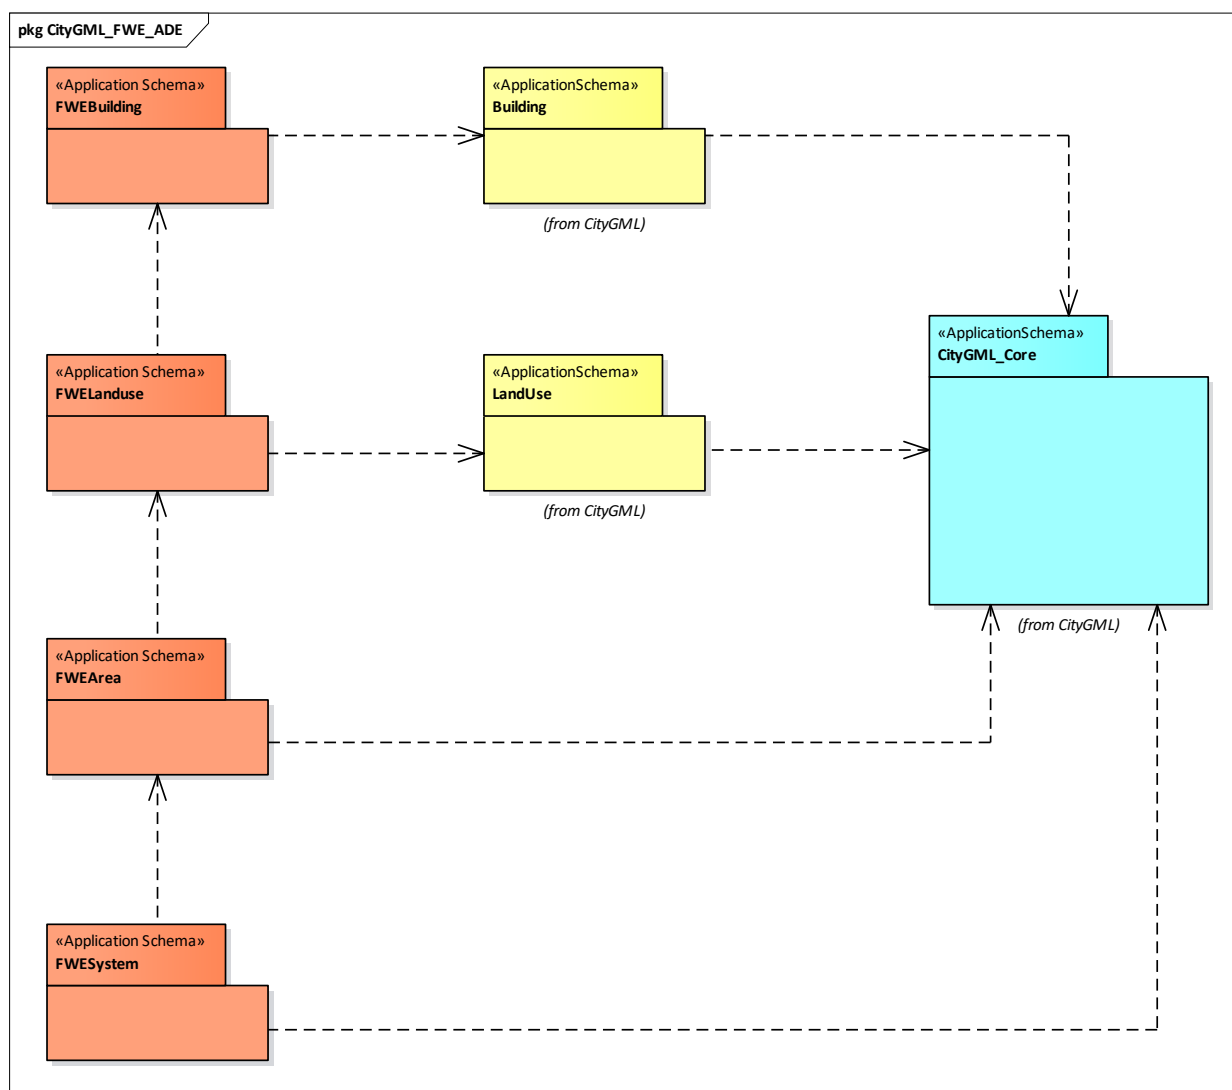 pkg CityGML_FWE_ADE
«Application Schema»
FWEBuilding
«ApplicationSchema»
Building
(from CityGML)
«Application Schema»
FWELanduse
«ApplicationSchema»
LandUse
(from CityGML)
«ApplicationSchema»
CityGML_Core
(from CityGML)
«Application Schema»
FWEArea
«Application Schema»
FWESystem